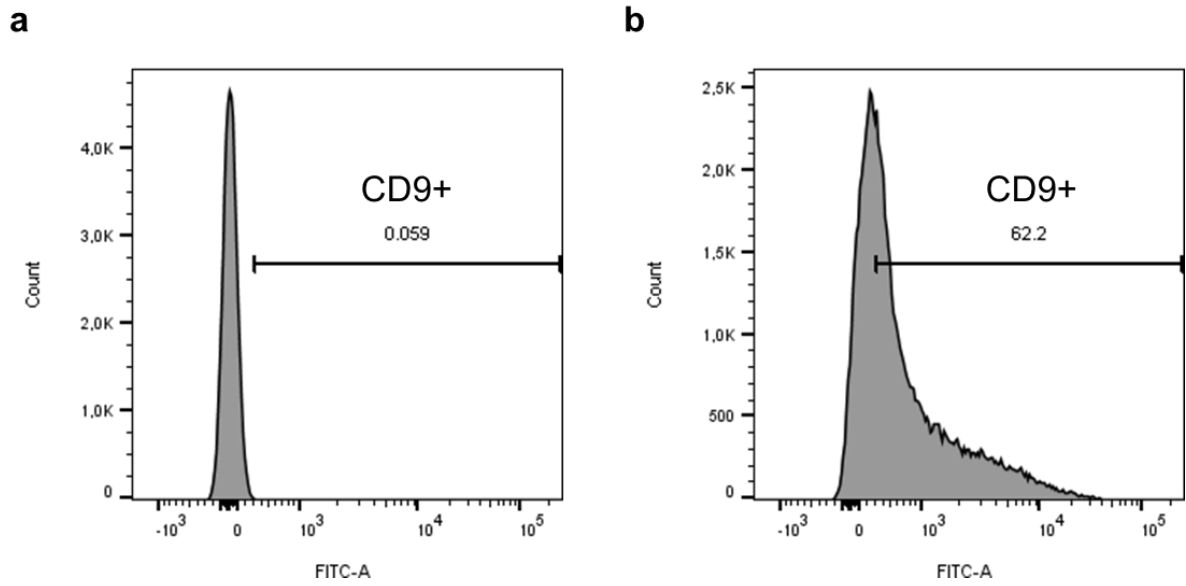 a
CD9+
0.059
4,0K
3,0K
2,0K
1,0K
0
Count
-10³ 0 10³ 10⁴ 10⁵
FITC-A
b
CD9+
62.2
2,5K
2,0K
1,5K
1,0K
500
0
Count
-10³ 0 10³ 10⁴ 10⁵
FITC-A